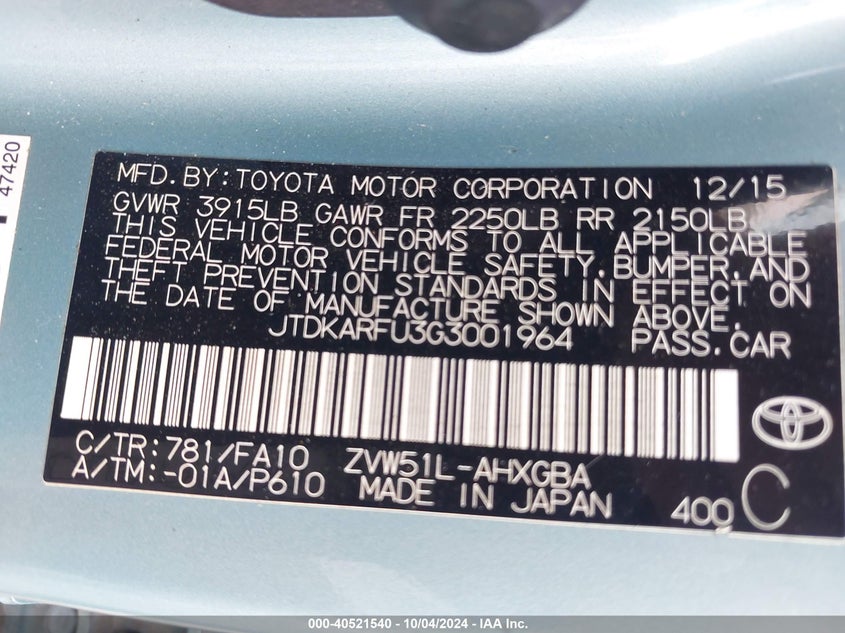 47420
MFD.BY:TOYOTA MOTOR CORPORATION 12/15
GVWR 3915LB GAWR FR 2250LB RR 2150LB
THIS VEHICLE CONFORMS TO ALL APPLICABLE
FEDERAL MOTOR VEHICLE SAFETY,BUMPER,AND
THEFT PREVENTION STANDARDS IN EFFECT ON
THE DATE OF MANUFACTURE SHOWN ABOVE.
JTDKARFU3G3001964 PASS.CAR
C/TR:781/FA10 ZVW51L-AHXGBA
A/TM:-01A/P610 MADE IN JAPAN 400 C
000-40521540 - 10/04/2024 - IAA Inc.